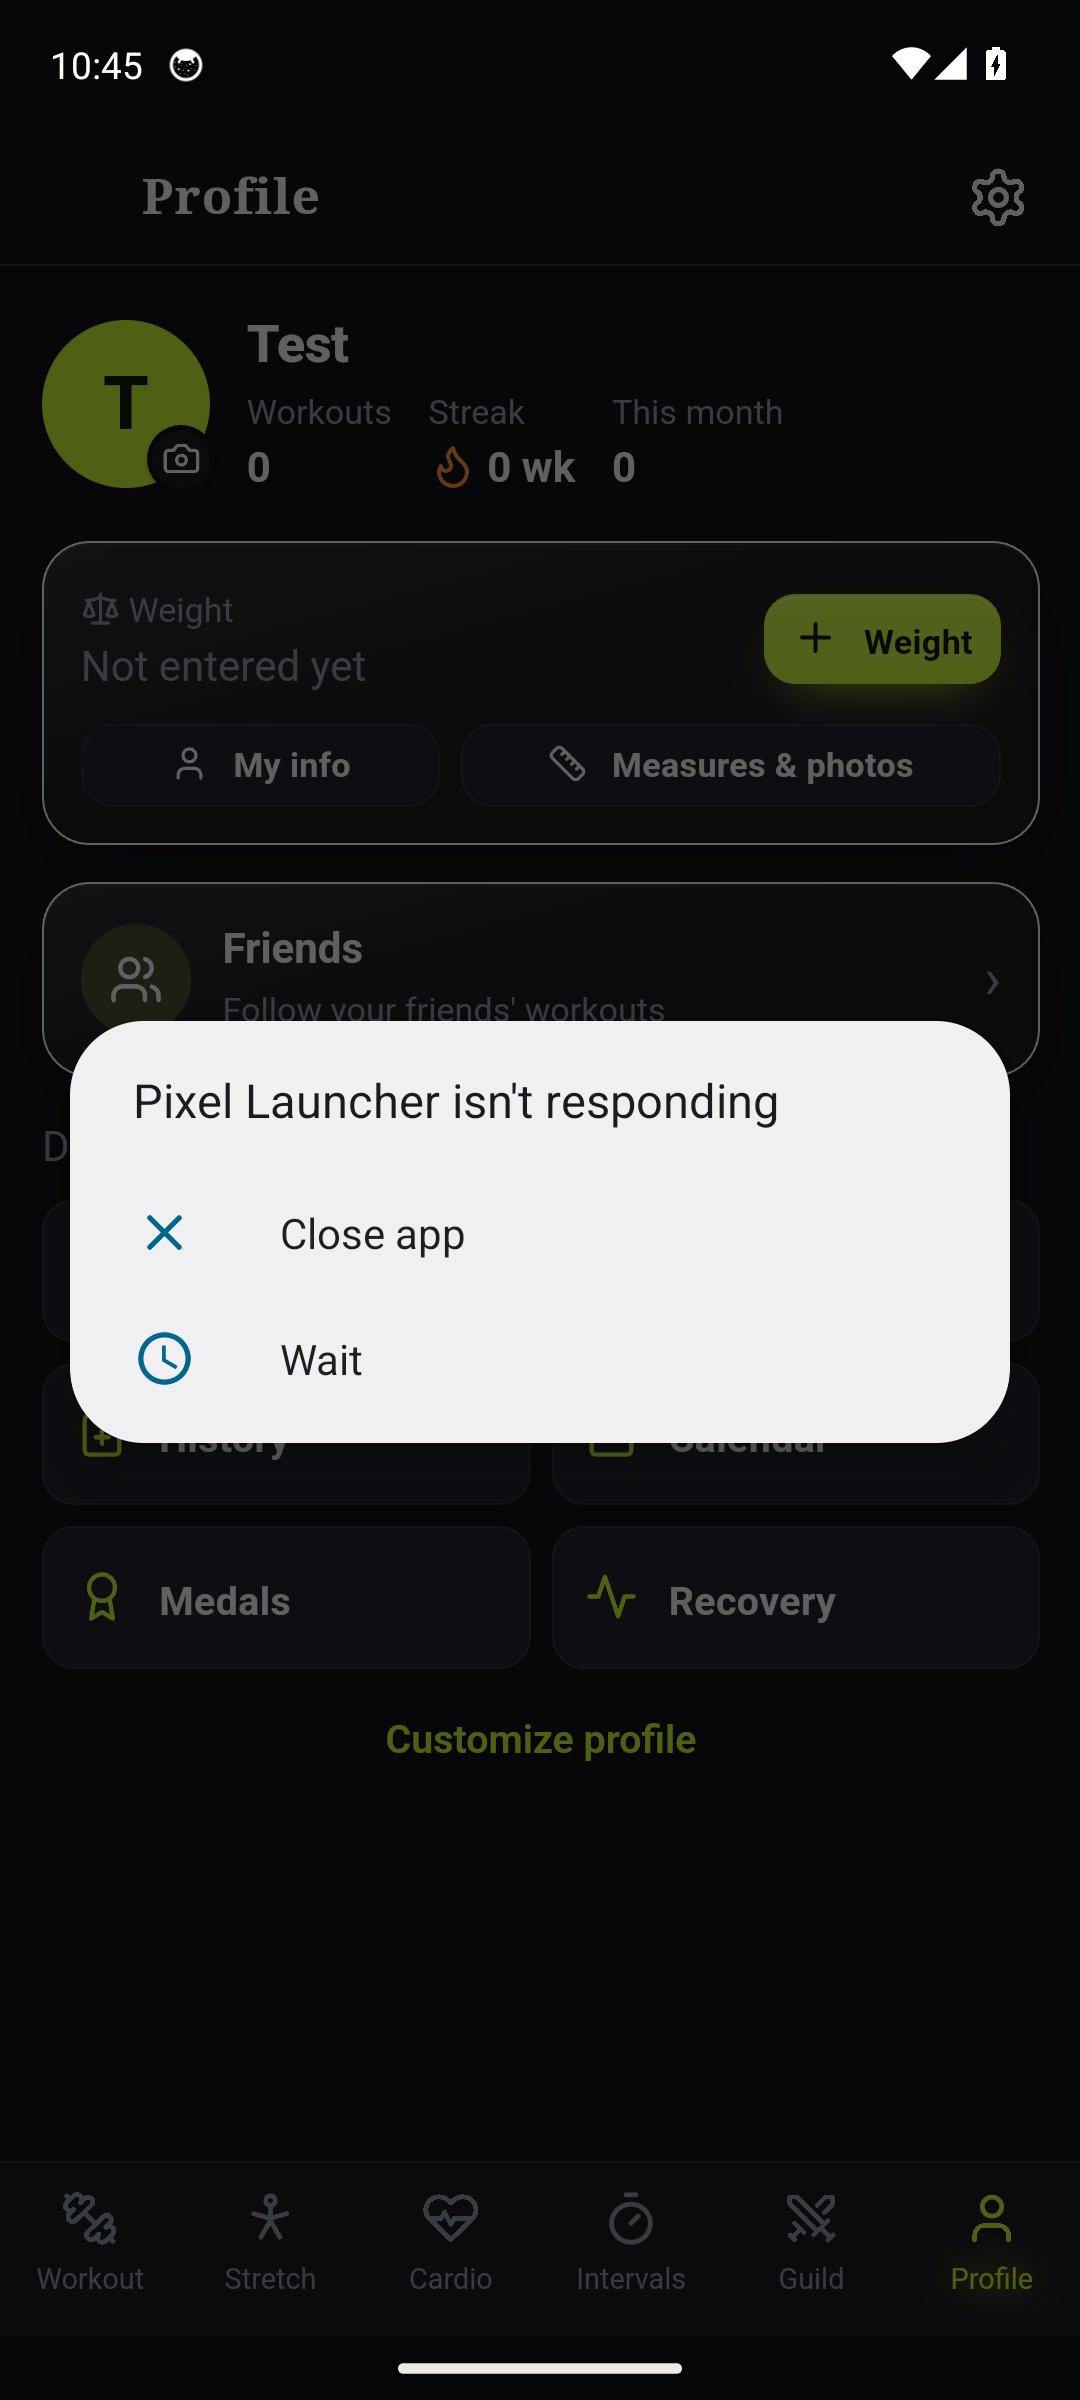 10:45
Profile
T
Test
Workouts Streak This month
0 0 wk 0
Weight
Not entered yet
Weight
My info
Measures & photos
Friends
Follow your friends' workouts
Pixel Launcher isn't responding
D
Close app
Wait
History
Calendar
Medals
Recovery
Customize profile
Workout Stretch Cardio Intervals Guild Profile